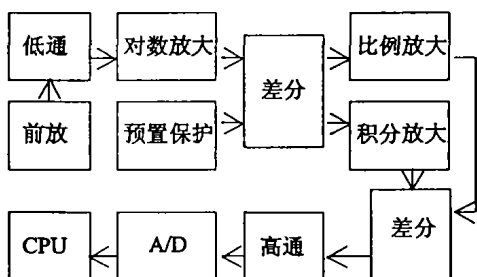 低通
对数放大
差分
比例放大
前放
预置保护
积分放大
CPU
A/D
高通
差分